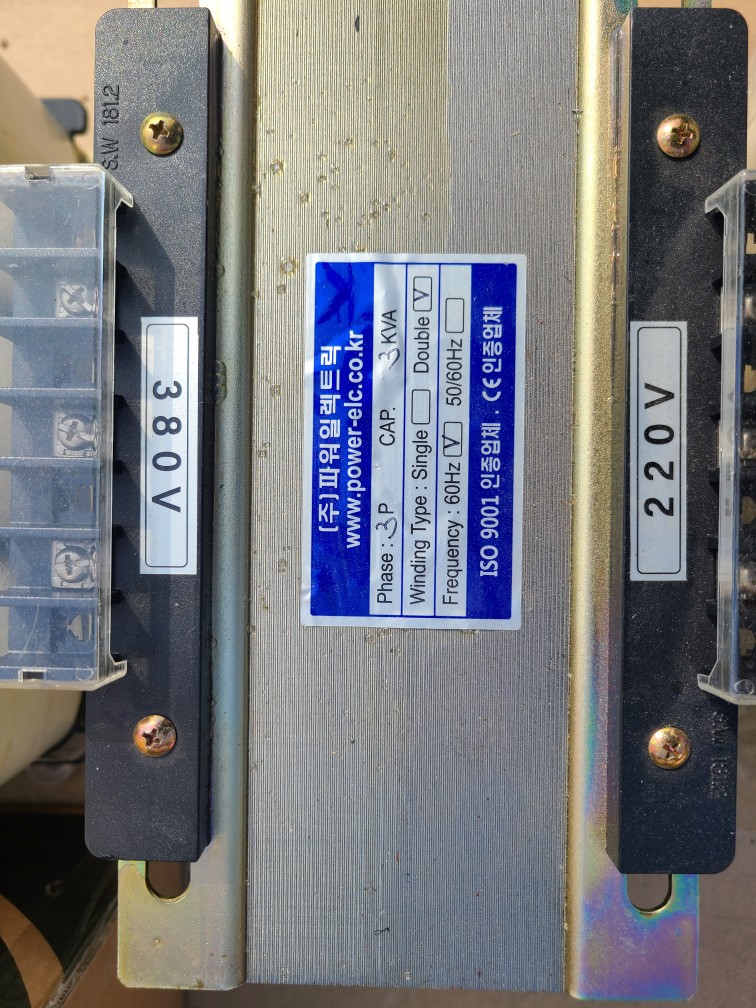 S.W 181.2
380V
(주)파워일렉트릭
www.power-elc.co.kr
Phase : 3P CAP. 3KVA
Winding Type : Single □ Double ☑
Frequency : 60Hz ☑ 50/60Hz □
ISO 9001 인증업체 . CE 인증업체
220V